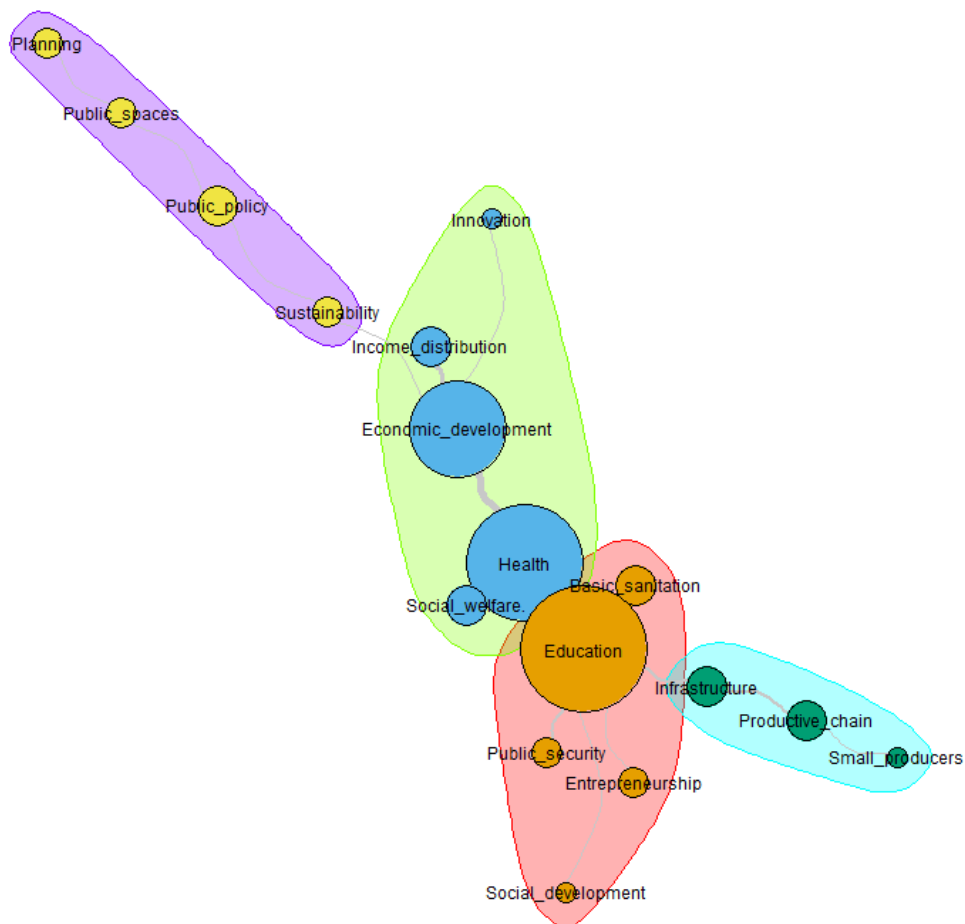 Planning
Public_spaces
Public_policy
Innovation
Sustainability
Income_distribution
Economic_development
Health
Basic_sanitation
Social_welfare.
Education
Infrastructure
Productive_chain
Public_security
Small_producers
Entrepreneurship
Social_development